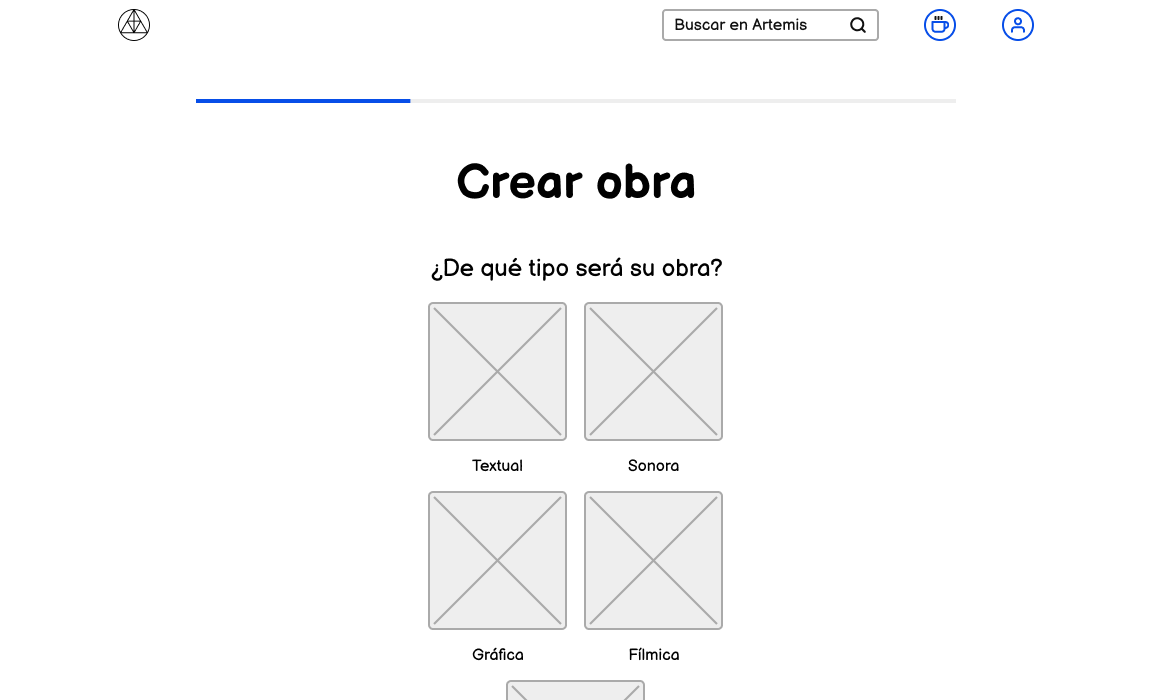 Buscar en Artemis
Crear obra
¿De qué tipo será su obra?
Textual
Sonora
Gráfica
Fílmica